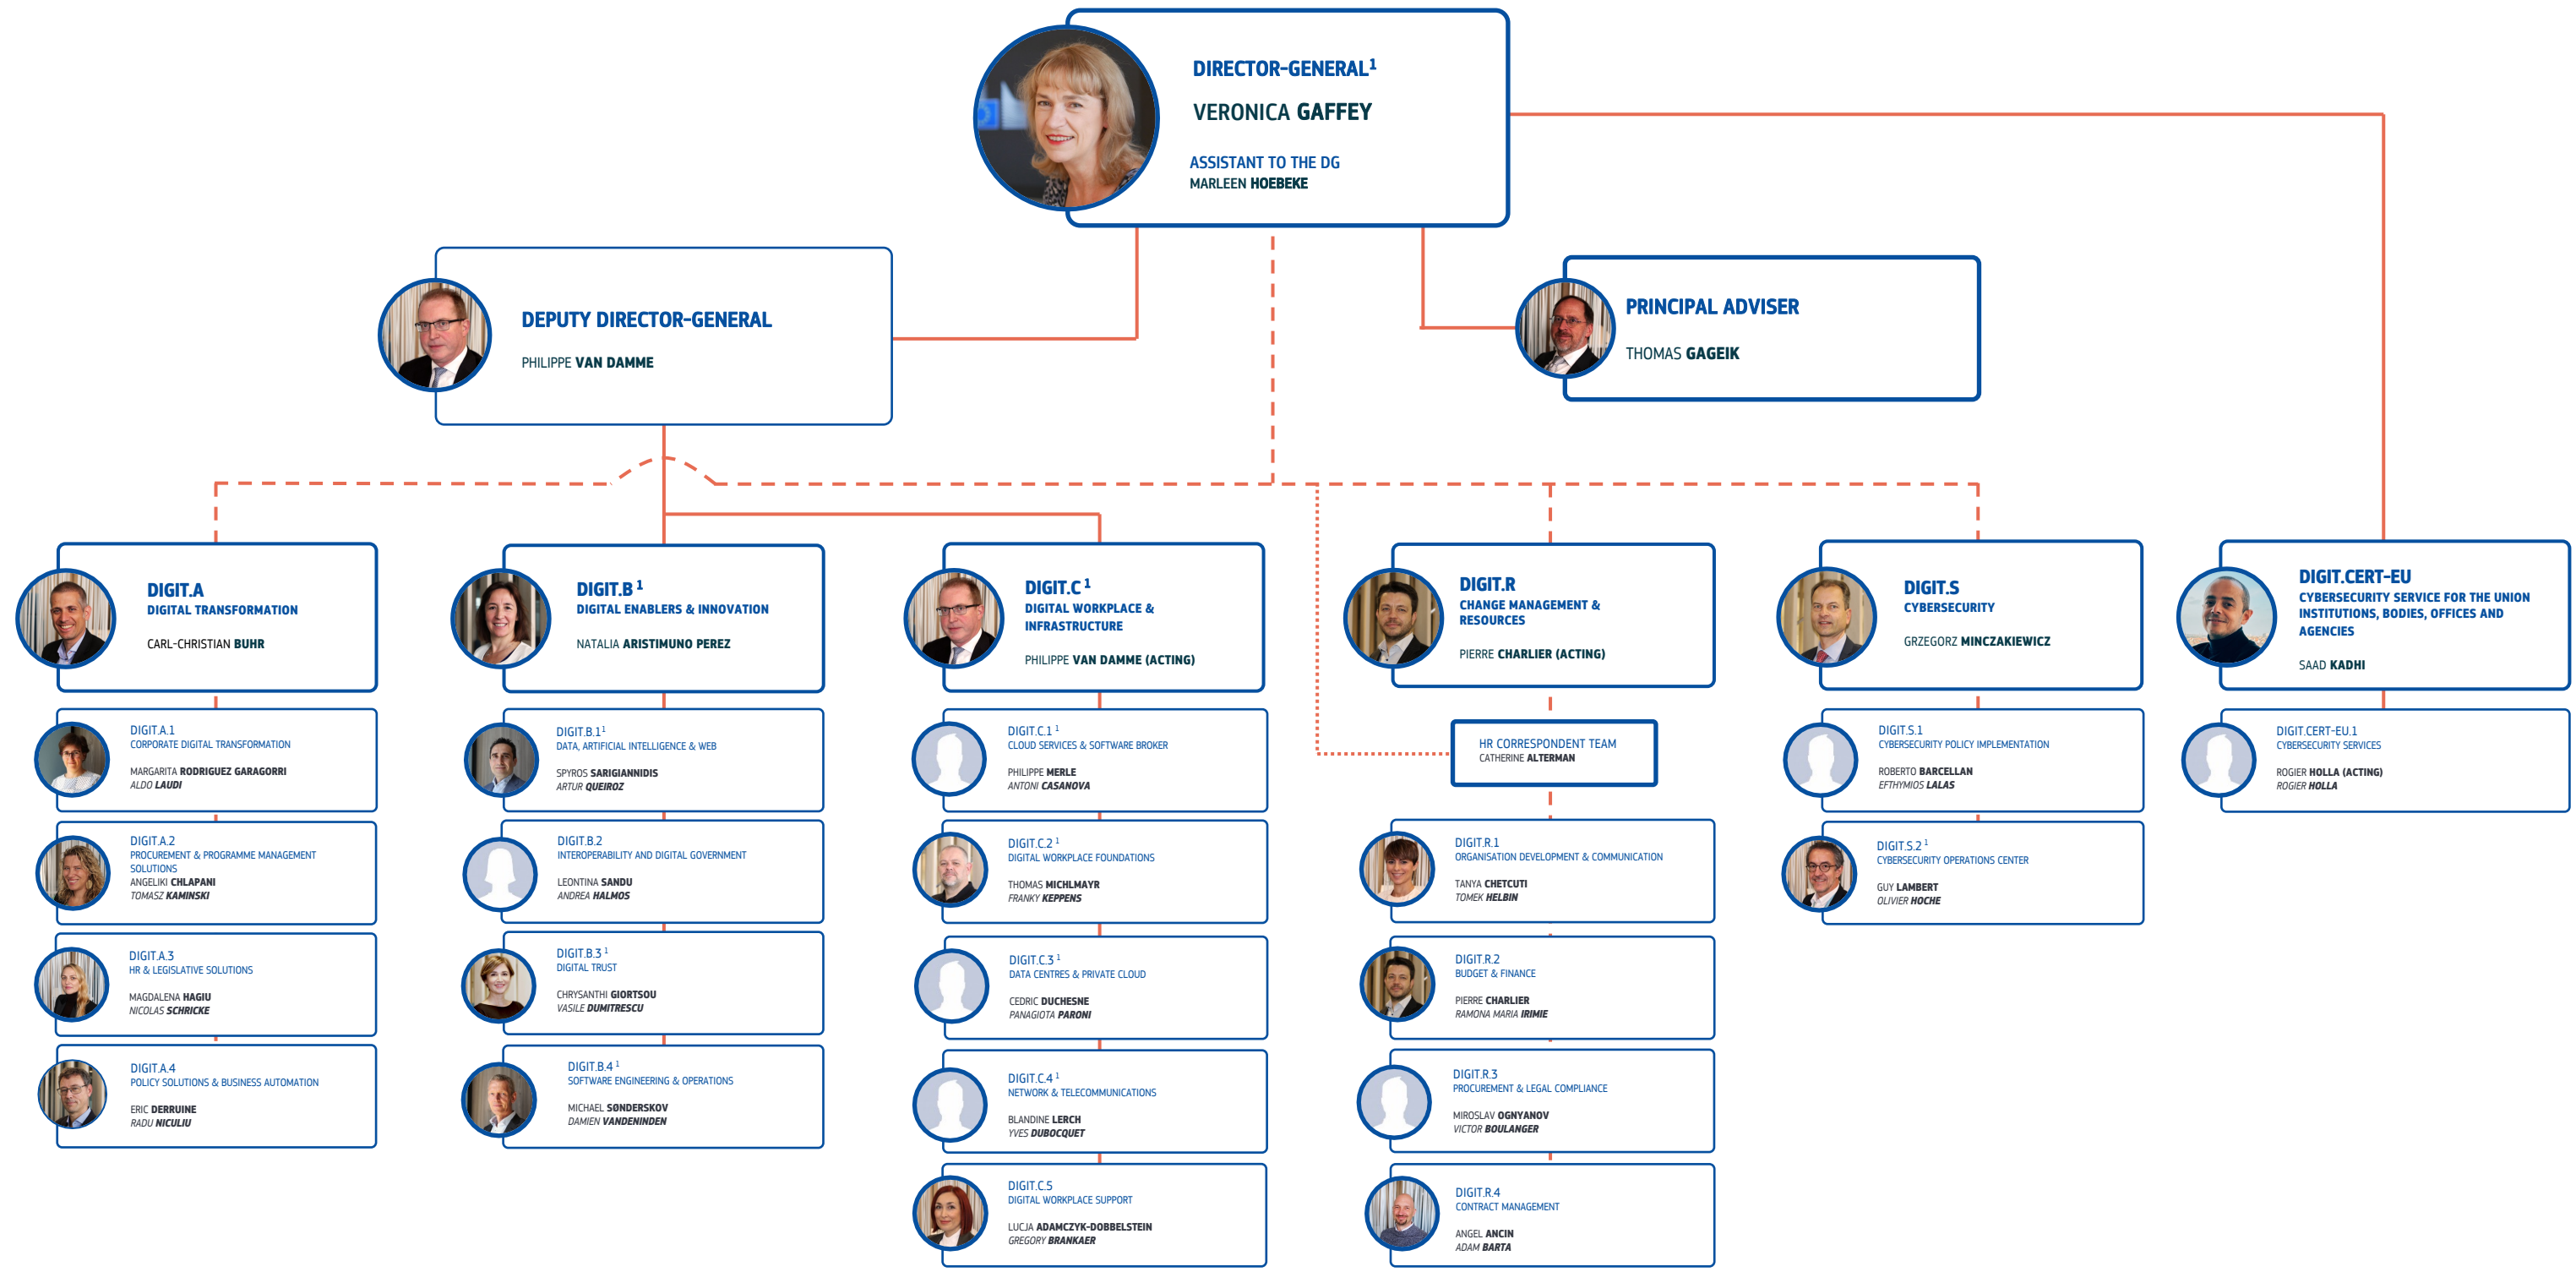 DIRECTOR-GENERAL¹
VERONICA GAFFEY
ASSISTANT TO THE DG
MARLEEN HOEBEKE
DEPUTY DIRECTOR-GENERAL
PHILIPPE VAN DAMME
PRINCIPAL ADVISER
THOMAS GAGEIK
DIGIT.A
DIGITAL TRANSFORMATION
CARL-CHRISTIAN BUHR
DIGIT.A.1
CORPORATE DIGITAL TRANSFORMATION
MARGARITA RODRIGUEZ GARAGORRI
ALDO LAUDI
DIGIT.A.2
PROCUREMENT & PROGRAMME MANAGEMENT
SOLUTIONS
ANGELIKI CHLAPANI
TOMASZ KAMINSKI
DIGIT.A.3
HR & LEGISLATIVE SOLUTIONS
MAGDALENA HAGIU
NICOLAS SCHRICKE
DIGIT.A.4
POLICY SOLUTIONS & BUSINESS AUTOMATION
ERIC DERRUINE
RADU NICULIU
DIGIT.B ¹
DIGITAL ENABLERS & INNOVATION
NATALIA ARISTIMUNO PEREZ
DIGIT.B.1¹
DATA, ARTIFICIAL INTELLIGENCE & WEB
SPYROS SARIGIANNIDIS
ARTUR QUEIROZ
DIGIT.B.2
INTEROPERABILITY AND DIGITAL GOVERNMENT
LEONTINA SANDU
ANDREA HALMOS
DIGIT.B.3 ¹
DIGITAL TRUST
CHRYSANTHI GIORTSOU
VASILE DUMITRESCU
DIGIT.B.4 ¹
SOFTWARE ENGINEERING & OPERATIONS
MICHAEL SØNDERSKOV
DAMIEN VANDENINDEN
DIGIT.C ¹
DIGITAL WORKPLACE &
INFRASTRUCTURE
PHILIPPE VAN DAMME (ACTING)
DIGIT.C.1 ¹
CLOUD SERVICES & SOFTWARE BROKER
PHILIPPE MERLE
ANTONI CASANOVA
DIGIT.C.2 ¹
DIGITAL WORKPLACE FOUNDATIONS
THOMAS MICHLMAYR
FRANKY KEPPENS
DIGIT.C.3 ¹
DATA CENTRES & PRIVATE CLOUD
CEDRIC DUCHESNE
PANAGIOTA PARONI
DIGIT.C.4 ¹
NETWORK & TELECOMMUNICATIONS
BLANDINE LERCH
YVES DUBOCQUET
DIGIT.C.5
DIGITAL WORKPLACE SUPPORT
LUCJA ADAMCZYK-DOBBELSTEIN
GREGORY BRANKAER
DIGIT.R
CHANGE MANAGEMENT &
RESOURCES
PIERRE CHARLIER (ACTING)
HR CORRESPONDENT TEAM
CATHERINE ALTERMAN
DIGIT.R.1
ORGANISATION DEVELOPMENT & COMMUNICATION
TANYA CHETCUTI
TOMEK HELBIN
DIGIT.R.2
BUDGET & FINANCE
PIERRE CHARLIER
RAMONA MARIA IRIMIE
DIGIT.R.3
PROCUREMENT & LEGAL COMPLIANCE
MIROSLAV OGNYANOV
VICTOR BOULANGER
DIGIT.R.4
CONTRACT MANAGEMENT
ANGEL ANCIN
ADAM BARTA
DIGIT.S
CYBERSECURITY
GRZEGORZ MINCZAKIEWICZ
DIGIT.S.1
CYBERSECURITY POLICY IMPLEMENTATION
ROBERTO BARCELLAN
EFTHYMIOS LALAS
DIGIT.S.2 ¹
CYBERSECURITY OPERATIONS CENTER
GUY LAMBERT
OLIVIER HOCHE
DIGIT.CERT-EU
CYBERSECURITY SERVICE FOR THE UNION
INSTITUTIONS, BODIES, OFFICES AND
AGENCIES
SAAD KADHI
DIGIT.CERT-EU.1
CYBERSECURITY SERVICES
ROGIER HOLLA (ACTING)
ROGIER HOLLA